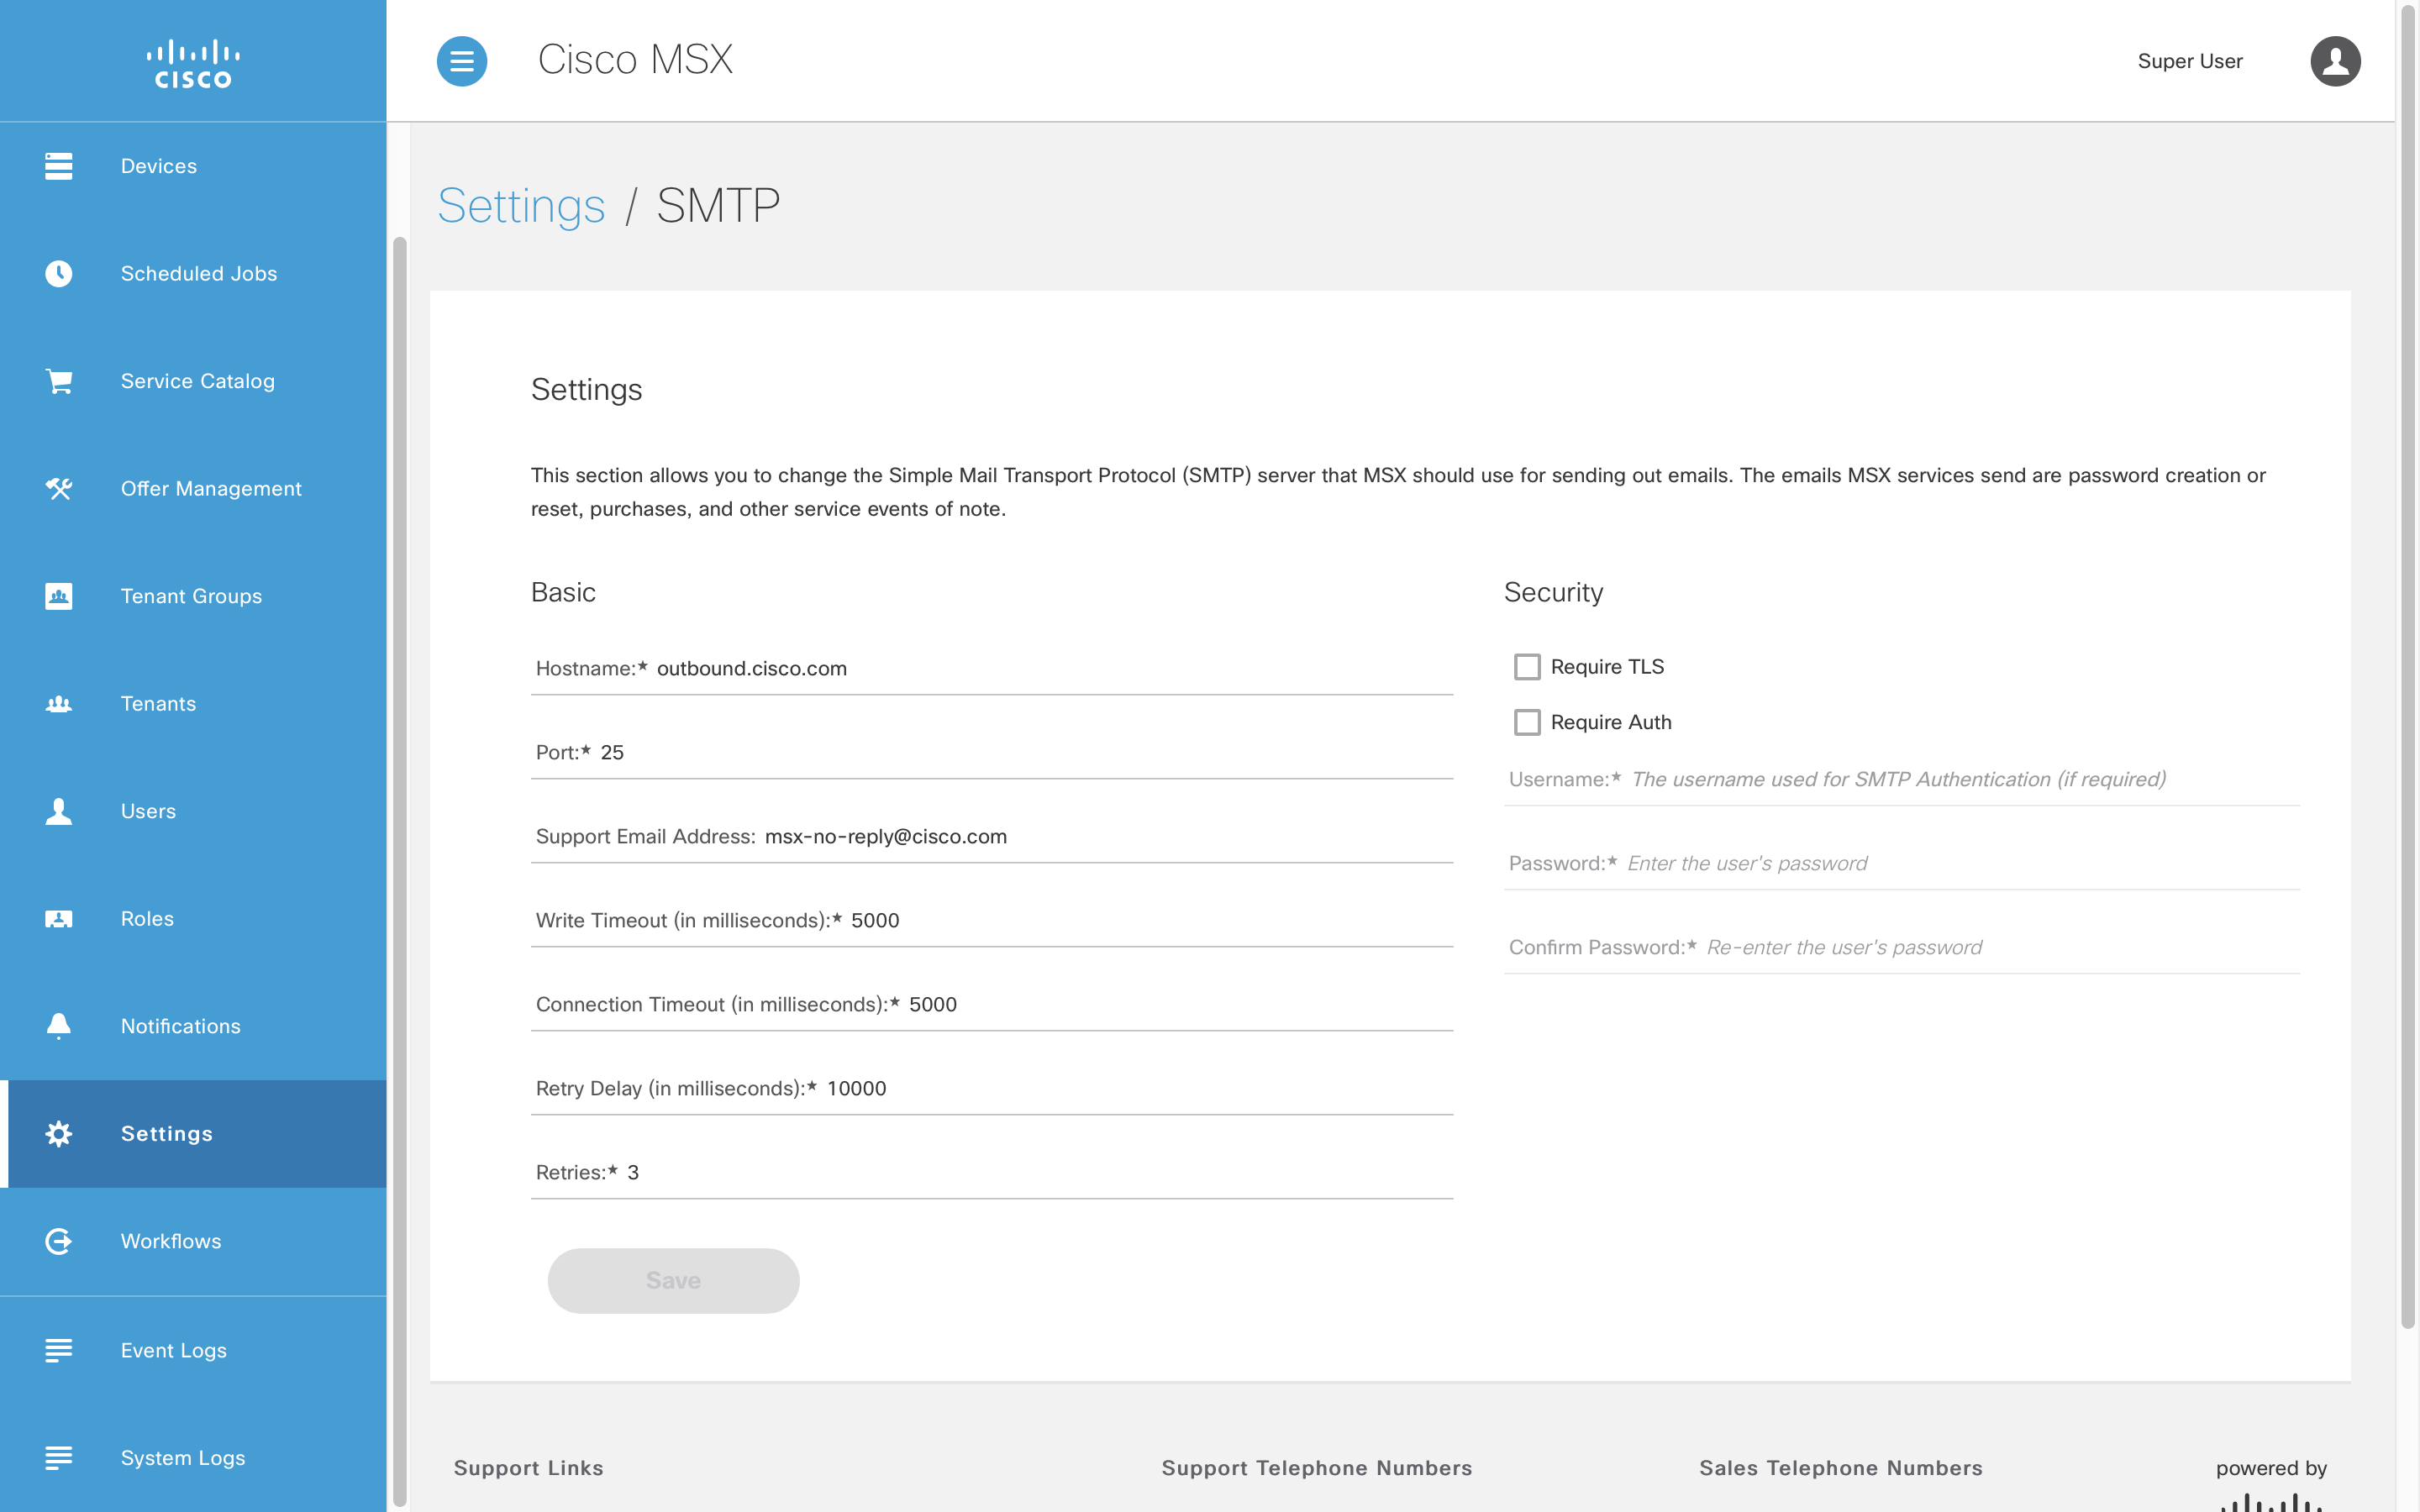 CISCO
Cisco MSX
Super User
Devices
Scheduled Jobs
Service Catalog
Offer Management
Tenant Groups
Tenants
Users
Roles
Notifications
Settings
Workflows
Event Logs
System Logs
Settings / SMTP
Settings
This section allows you to change the Simple Mail Transport Protocol (SMTP) server that MSX should use for sending out emails. The emails MSX services send are password creation or
reset, purchases, and other service events of note.
Basic
Hostname:* outbound.cisco.com
Port:* 25
Support Email Address: msx-no-reply@cisco.com
Write Timeout (in milliseconds):* 5000
Connection Timeout (in milliseconds):* 5000
Retry Delay (in milliseconds):* 10000
Retries:* 3
Save
Security
Require TLS
Require Auth
Username:* The username used for SMTP Authentication (if required)
Password:* Enter the user's password
Confirm Password:* Re-enter the user's password
Support Links
Support Telephone Numbers
Sales Telephone Numbers
powered by